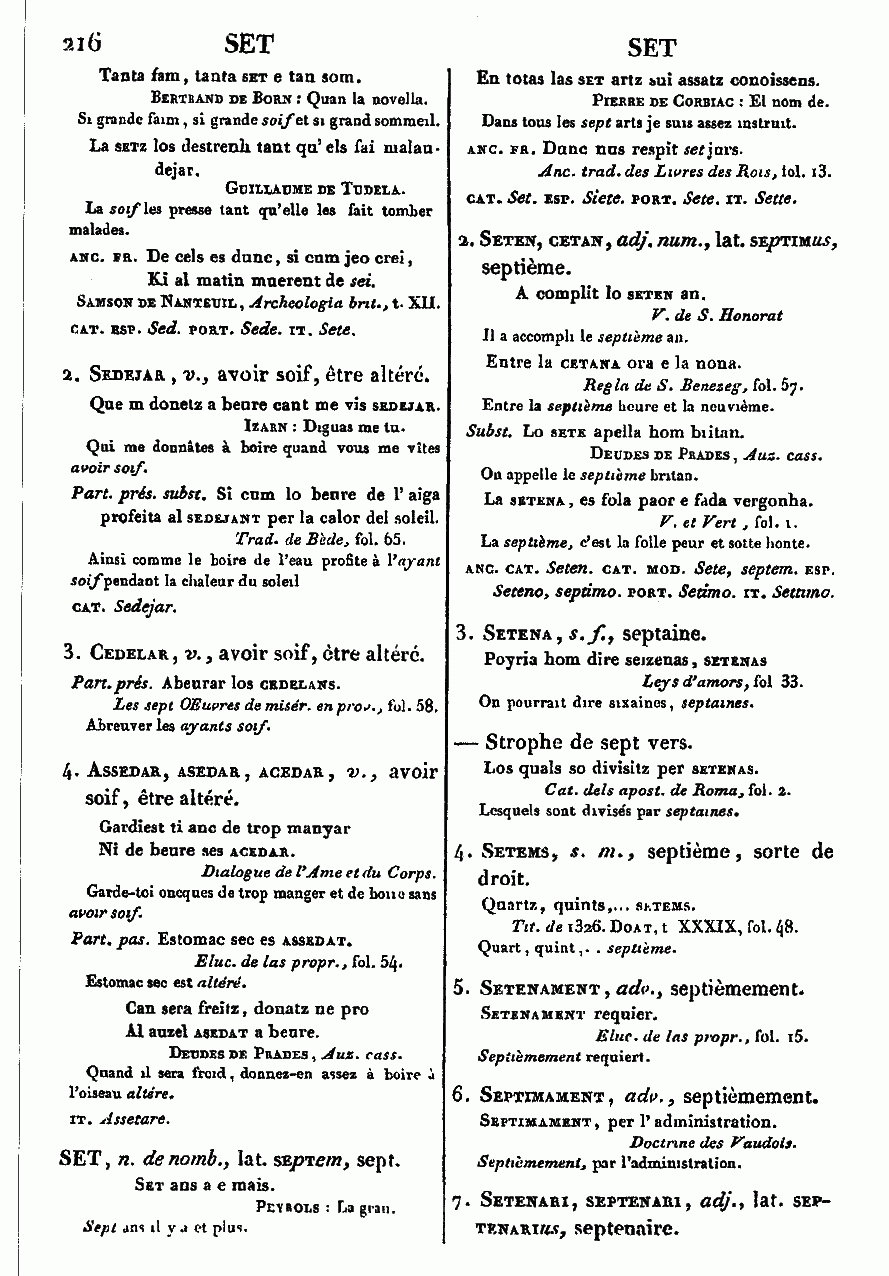 216 SET
Tanta fam, tanta SET e tan som.
BERTRAND DE BORN : Quan la novella.
Si grande faim, si grande soif et si grand sommeil.
La SETZ los destrenh tant qu' els fai malau-
dejar.
GUILLAUME DE TUDELA.
La soif les presse tant qu'elle les fait tomber
malades.
ANC. FR. De cels es dunc, si cum jeo crei,
Ki al matin muerent de sei.
SAMSON DE NANTEUIL, Archeologia brit., t. XII.
CAT. ESP. Sed. PORT. Sede. IT. Sete.
2. SEDEJAR, v., avoir soif, être altéré.
Que m donetz a beure cant me vis SEDEJAR.
IZARN : Diguas me tu.
Qui me donnâtes à boire quand vous me vîtes
avoir soif.
Part. prés. subst. Si cum lo beure de l' aiga
profeita al SEDEJANT per la calor del soleil.
Trad. de Bède, fol. 65.
Ainsi comme le boire de l'eau profite à l'ayant
soif pendant la chaleur du soleil
CAT. Sedejar.
3. CEDELAR, v., avoir soif, être altéré.
Part. prés. Abeurar los CEDELANS.
Les sept OEuvres de misér. en prov., fol. 58.
Abreuver les ayants soif.
4. ASSEDAR, ASEDAR, ACEDAR, v., avoir
soif, être altéré.
Gardiest ti anc de trop manyar
Ni de beure ses ACEDAR.
Dialogue de l'Ame et du Corps.
Garde-toi oncques de trop manger et de boire sans
avoir soif.
Part. pas. Estomac sec es ASSEDAT.
Eluc. de las propr., fol. 54.
Estomac sec est altéré.
Can sera freitz, donatz ne pro
Al auzel ASEDAT a beure.
DEUDES DE PRADES, Auz. cass.
Quand il sera froid, donnez-en assez à boire à
l'oiseau altéré.
IT. Assetare.
SET, n. de nomb., lat. SEPTEM, sept.
SET ans a e mais.
PEYROLS : La gran.
Sept ans il y a et plus.
SET
En totas las SET artz sui assatz conoissens.
PIERRE DE CORBIAC : El nom de.
Dans tous les sept arts je suis assez instruit.
ANC. FR. Dunc nus respit set jurs.
Anc. trad. des Livres des Rois, fol. 13.
CAT. Set. ESP. Siete. PORT. Sete. IT. Sette.
2. SETEN, CETAN, adj. num., lat. SEPTIMUS,
septième.
A complit lo SETEN an.
V. de S. Honorat
Il a accompli le septième an.
Entre la CETANA ora e la nona.
Regla de S. Benezeg, fol. 57.
Entre la septième heure et la neuvième.
Subst. Lo SETE apella hom britan.
DEUDES DE PRADES, Auz. cass.
On appelle le septième britan.
La SETENA, es fola paor e fada vergonha.
V. et Vert, fol. 1.
La septième, c'est la folle peur et sotte honte.
ANC. CAT. Seten. CAT. MOD. Sete, septem. ESP.
Seteno, septimo. PORT. Setimo. IT. Settimo.
3. SETENA, s. f., septaine.
Poyria hom dire seizenas, SETENAS
Leys d'amors, fol 33.
On pourrait dire sixaines, septaines.
— Strophe de sept vers.
Los quals so divisitz per SETENAS.
Cat. dels apost. de Roma, fol. 2.
Lesquels sont divisés par septaines.
4. SETEMS, s. m., septième, sorte de
droit.
Quartz, quints,... SETEMS.
Tit. de 1326. DOAT, t XXXIX, fol. 48.
Quart, quint,. . septième.
5. SETENAMENT, adv., septièmement.
SETENAMENT requier.
Eluc. de las propr., fol. 15.
Septièmement requiert.
6. SEPTIMAMENT, adv., septièmement.
SEPTIMAMENT, per l' administration.
Doctrine des Vaudois.
Septièmement, par l'administration.
7. SETENARI, SEPTENARI, adj., lat. SEP-
TENARIUS, septenaire.